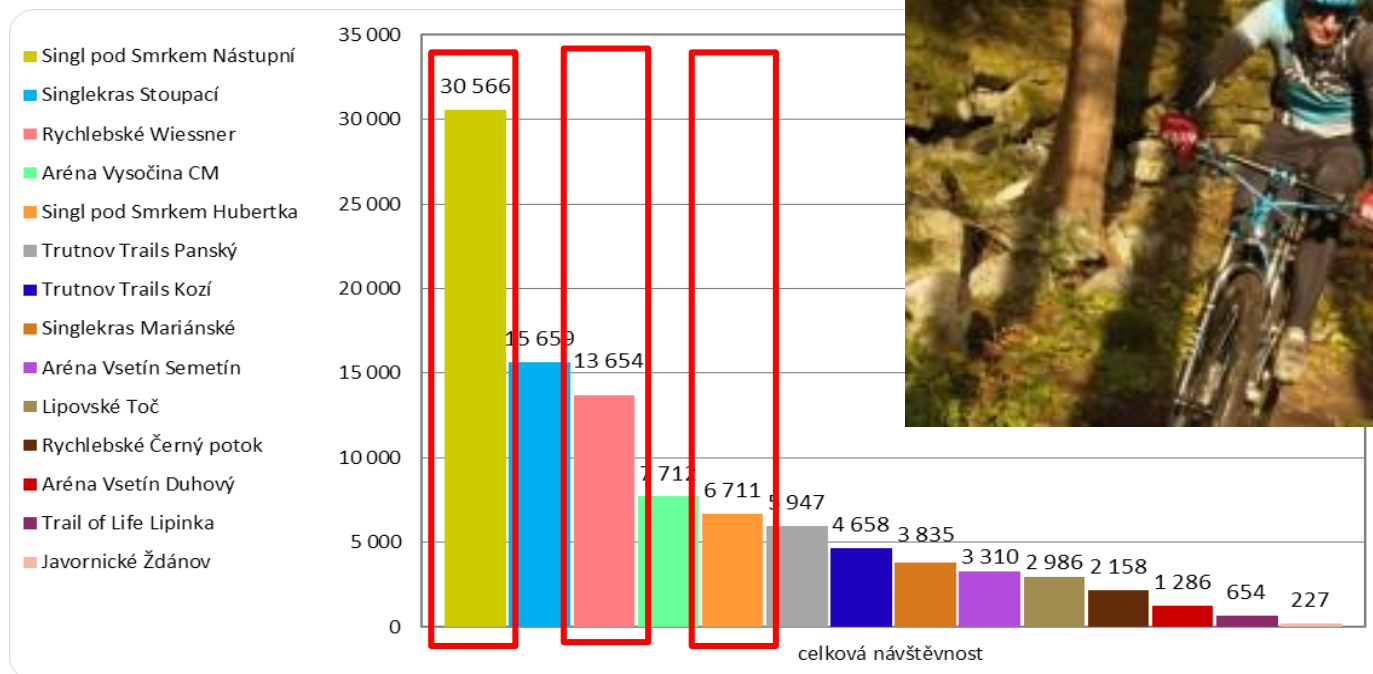 Singl pod Smrkem Nástupní
Singlekras Stoupací
Rychlebské Wiessner
Aréna Vysočina CM
Singl pod Smrkem Hubertka
Trutnov Trails Panský
Trutnov Trails Kozí
Singlekras Mariánské
Aréna Vsetín Semetín
Lipovské Toč
Rychlebské Černý potok
Aréna Vsetín Duhový
Trail of Life Lipinka
Javornické Ždánov
35 000
30 000
25 000
20 000
15 000
10 000
5 000
0
30 566
15 659
13 654
7 712
6 711
5 947
4 658
3 835
3 310
2 986
2 158
1 286
654
227
celková návštěvnost